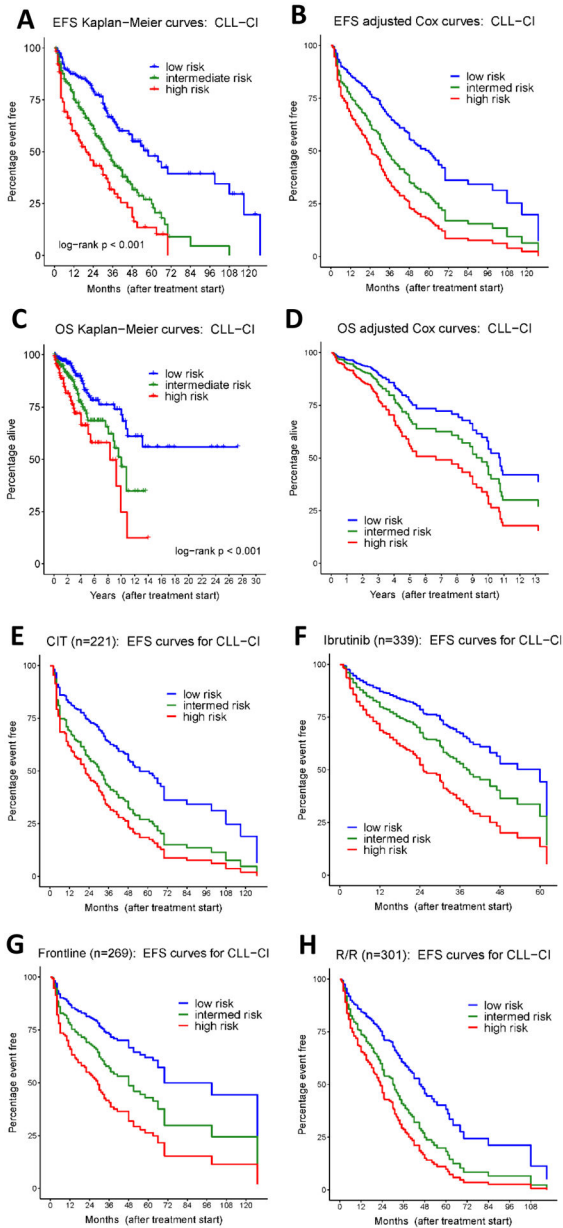 A
EFS Kaplan−Meier curves: CLL−CI
Percentage event free
100
75
50
25
0
low risk
intermediate risk
high risk
log−rank p < 0.001
0 12 24 36 48 60 72 84 96 108 120
Months (after treatment start)
B
EFS adjusted Cox curves: CLL−CI
Percentage event free
100
75
50
25
0
low risk
intermed risk
high risk
0 12 24 36 48 60 72 84 96 108 120
Months (after treatment start)
C
OS Kaplan−Meier curves: CLL−CI
Percentage alive
100
75
50
25
0
low risk
intermediate risk
high risk
log−rank p < 0.001
0 2 4 6 8 10 12 14 16 18 20 22 24 26 28 30
Years (after treatment start)
D
OS adjusted Cox curves: CLL−CI
Percentage alive
100
75
50
25
0
low risk
intermed risk
high risk
0 1 2 3 4 5 6 7 8 9 10 11 12 13
Years (after treatment start)
E
CIT (n=221): EFS curves for CLL−CI
Percentage event free
100
75
50
25
0
low risk
intermed risk
high risk
0 12 24 36 48 60 72 84 96 108 120
Months (after treatment start)
F
Ibrutinib (n=339): EFS curves for CLL−CI
Percentage event free
100
75
50
25
0
low risk
intermed risk
high risk
0 12 24 36 48 60
Months (after treatment start)
G
Frontline (n=269): EFS curves for CLL−CI
Percentage event free
100
75
50
25
0
low risk
intermed risk
high risk
0 12 24 36 48 60 72 84 96 108 120
Months (after treatment start)
H
R/R (n=301): EFS curves for CLL−CI
Percentage event free
100
75
50
25
0
low risk
intermed risk
high risk
0 12 24 36 48 60 72 84 96 108 120
Months (after treatment start)